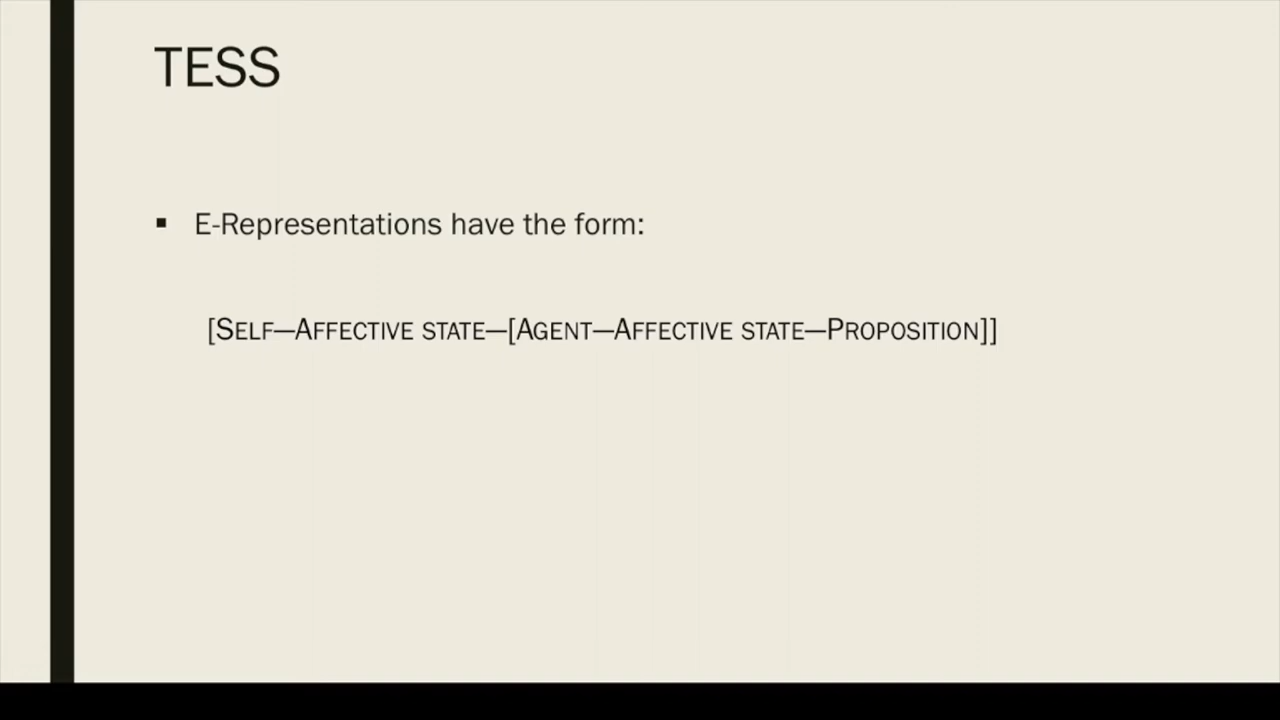 TESS
▪ E-Representations have the form:
[SELF—AFFECTIVE STATE—[AGENT—AFFECTIVE STATE—PROPOSITION]]